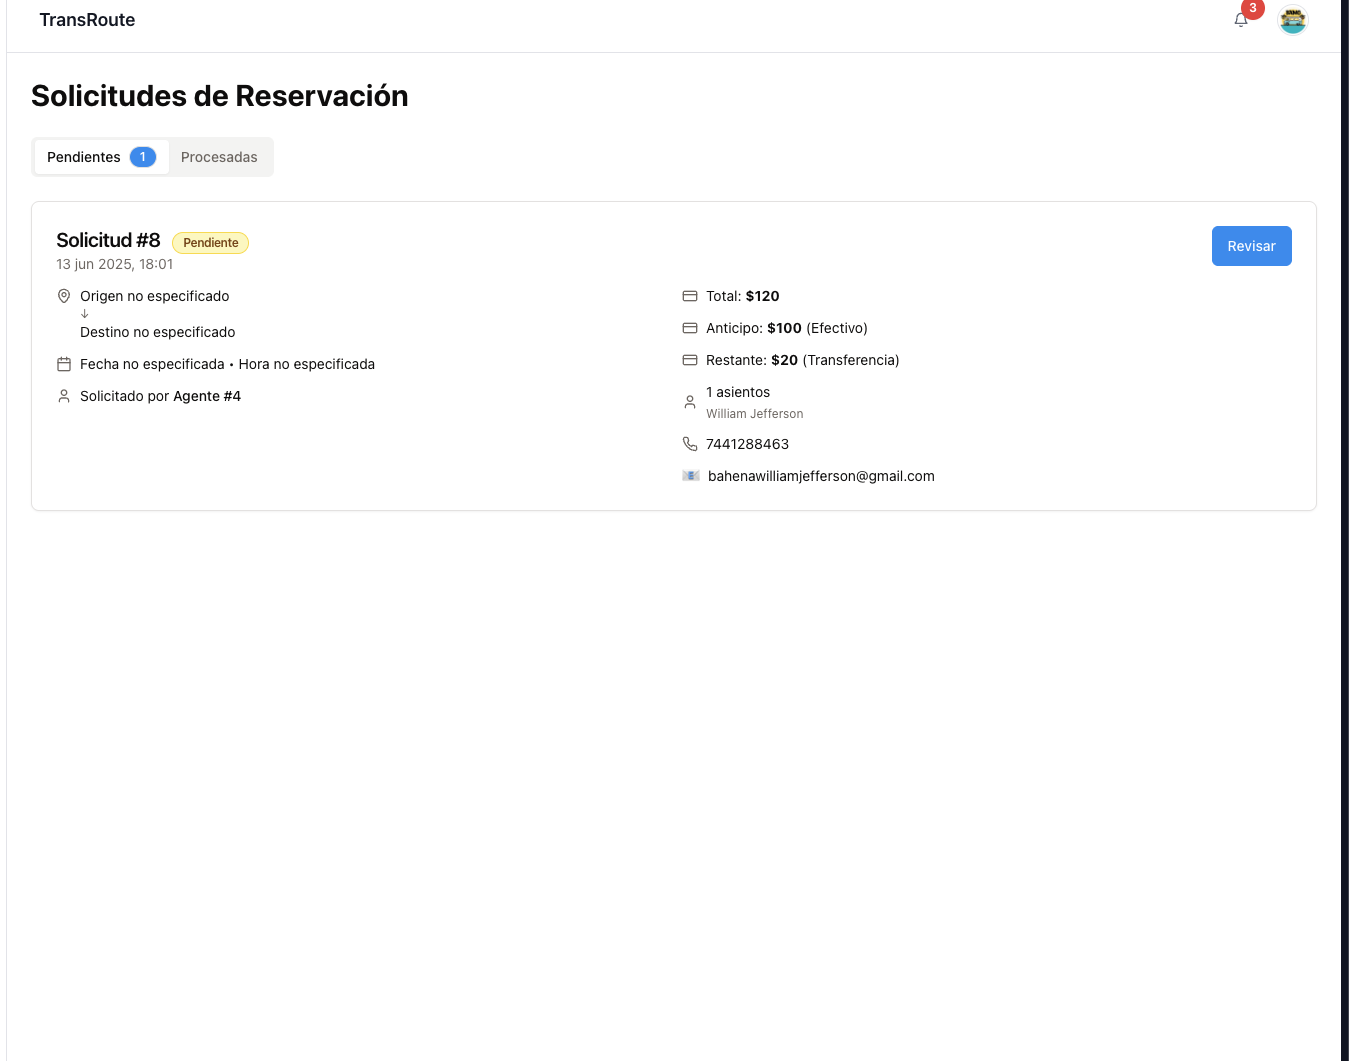 TransRoute
3
Solicitudes de Reservación
Pendientes 1
Procesadas
Solicitud #8 Pendiente
13 jun 2025, 18:01
Revisar
Origen no especificado
↓
Destino no especificado
Fecha no especificada • Hora no especificada
Solicitado por Agente #4
Total: $120
Anticipo: $100 (Efectivo)
Restante: $20 (Transferencia)
1 asientos
William Jefferson
7441288463
bahenawilliamjefferson@gmail.com